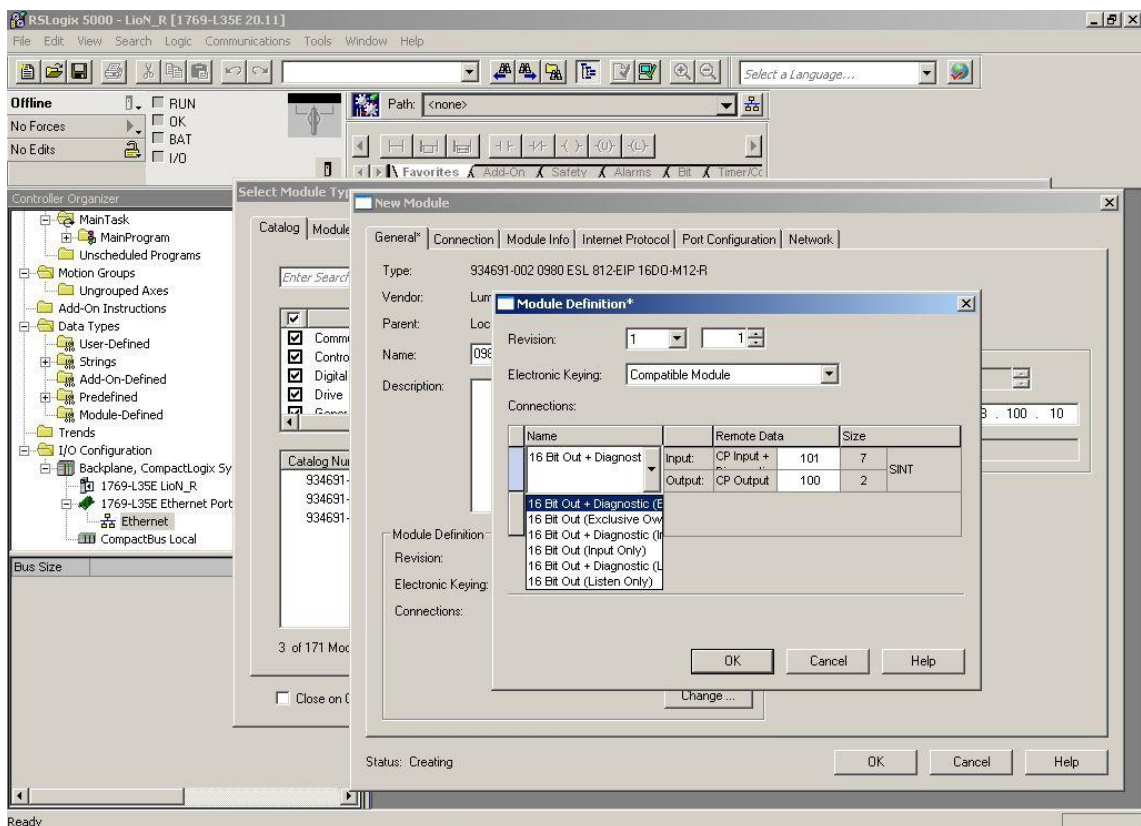 RSLogix 5000 - LioN_R [1769-L35E 20.11]
File Edit View Search Logic Communications Tools Window Help
Select a Language...
Offline
RUN
No Forces
OK
No Edits
BAT
I/O
Path: <none>
Favorites Add-On Safety Alarms Bit Timer/Cc
Controller Organizer
MainTask
MainProgram
Unscheduled Programs
Motion Groups
Ungrouped Axes
Add-On Instructions
Data Types
User-Defined
Strings
Add-On-Defined
Predefined
Module-Defined
Trends
I/O Configuration
Backplane, CompactLogix Sy
1769-L35E LioN_R
1769-L35E Ethernet Port
Ethernet
CompactBus Local
Bus Size
Select Module Typ
Catalog Module
Enter Search
Commu
Contro
Digital
Drive
Catalog Nu
934691-
934691-
934691-
3 of 171 Mod
Close on C
New Module
General* Connection Module Info Internet Protocol Port Configuration Network
Type: 934691-002 0980 ESL 812-EIP 16DO-M12-R
Vendor: Lum
Parent: Loc
Name: 098
Description:
. 100 . 10
Module Definition
Revision:
Electronic Keying:
Connections:
Change ...
Status: Creating
OK Cancel Help
Module Definition*
Revision: 1 1
Electronic Keying: Compatible Module
Connections:
Name Remote Data Size
16 Bit Out + Diagnost Input: CP Input + 101 7 SINT
Output: CP Output 100 2
16 Bit Out + Diagnostic (E
16 Bit Out (Exclusive Ow
16 Bit Out + Diagnostic (In
16 Bit Out (Input Only)
16 Bit Out + Diagnostic (L
16 Bit Out (Listen Only)
OK Cancel Help
Ready